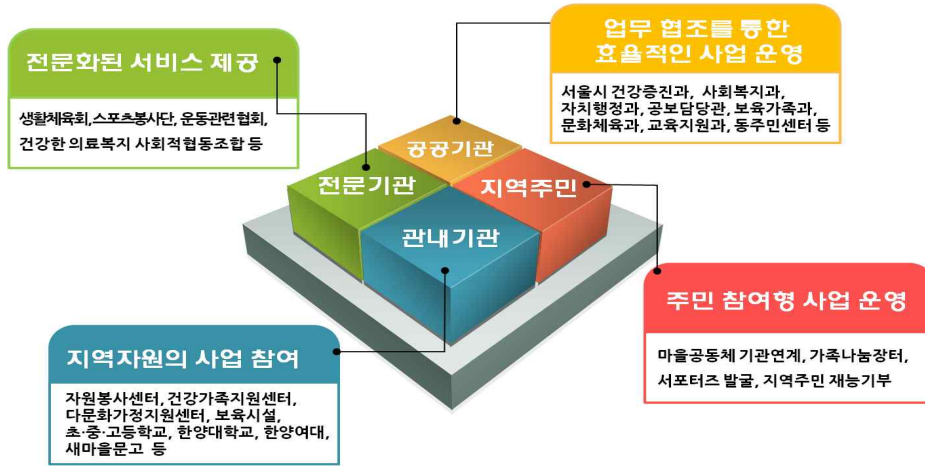 전문화된 서비스 제공
생활체육회, 스포츠봉사단, 운동관련 협회,
건강한 의료복지 사회적협동조합 등
업무 협조를 통한
효율적인 사업 운영
서울시 건강증진과, 사회복지과,
자치행정과, 공보담당관, 보육가족과,
문화체육과, 교육지원과, 동주민센터 등
공공기관
전문기관
지역주민
관내기관
지역자원의 사업 참여
자원봉사센터, 건강가족지원센터,
다문화가정지원센터, 보육시설,
초·중·고등학교, 한양대학교, 한양여대,
새마을문고 등
주민 참여형 사업 운영
마을공동체 기관연계, 가족나눔장터,
서포터즈 발굴, 지역주민 재능기부